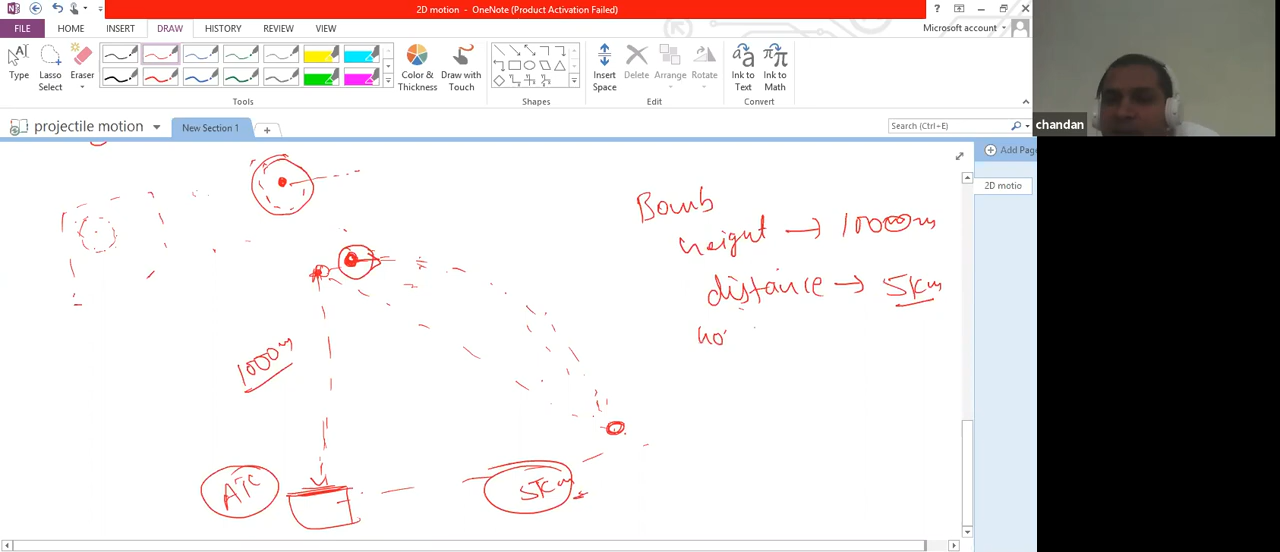 2D motion - OneNote (Product Activation Failed)
FILE HOME INSERT DRAW HISTORY REVIEW VIEW
Microsoft account
Type
Lasso Select
Eraser
Color & Thickness
Draw with Touch
Insert Space
Delete
Arrange
Rotate
Ink to Text
Ink to Math
Tools
Shapes
Edit
Convert
chandan
projectile motion
New Section 1
Search (Ctrl+E)
Add Page
2D motio
Bomb
height → 1000m
distance → 5Km
ho
1000m
ATC
5Km